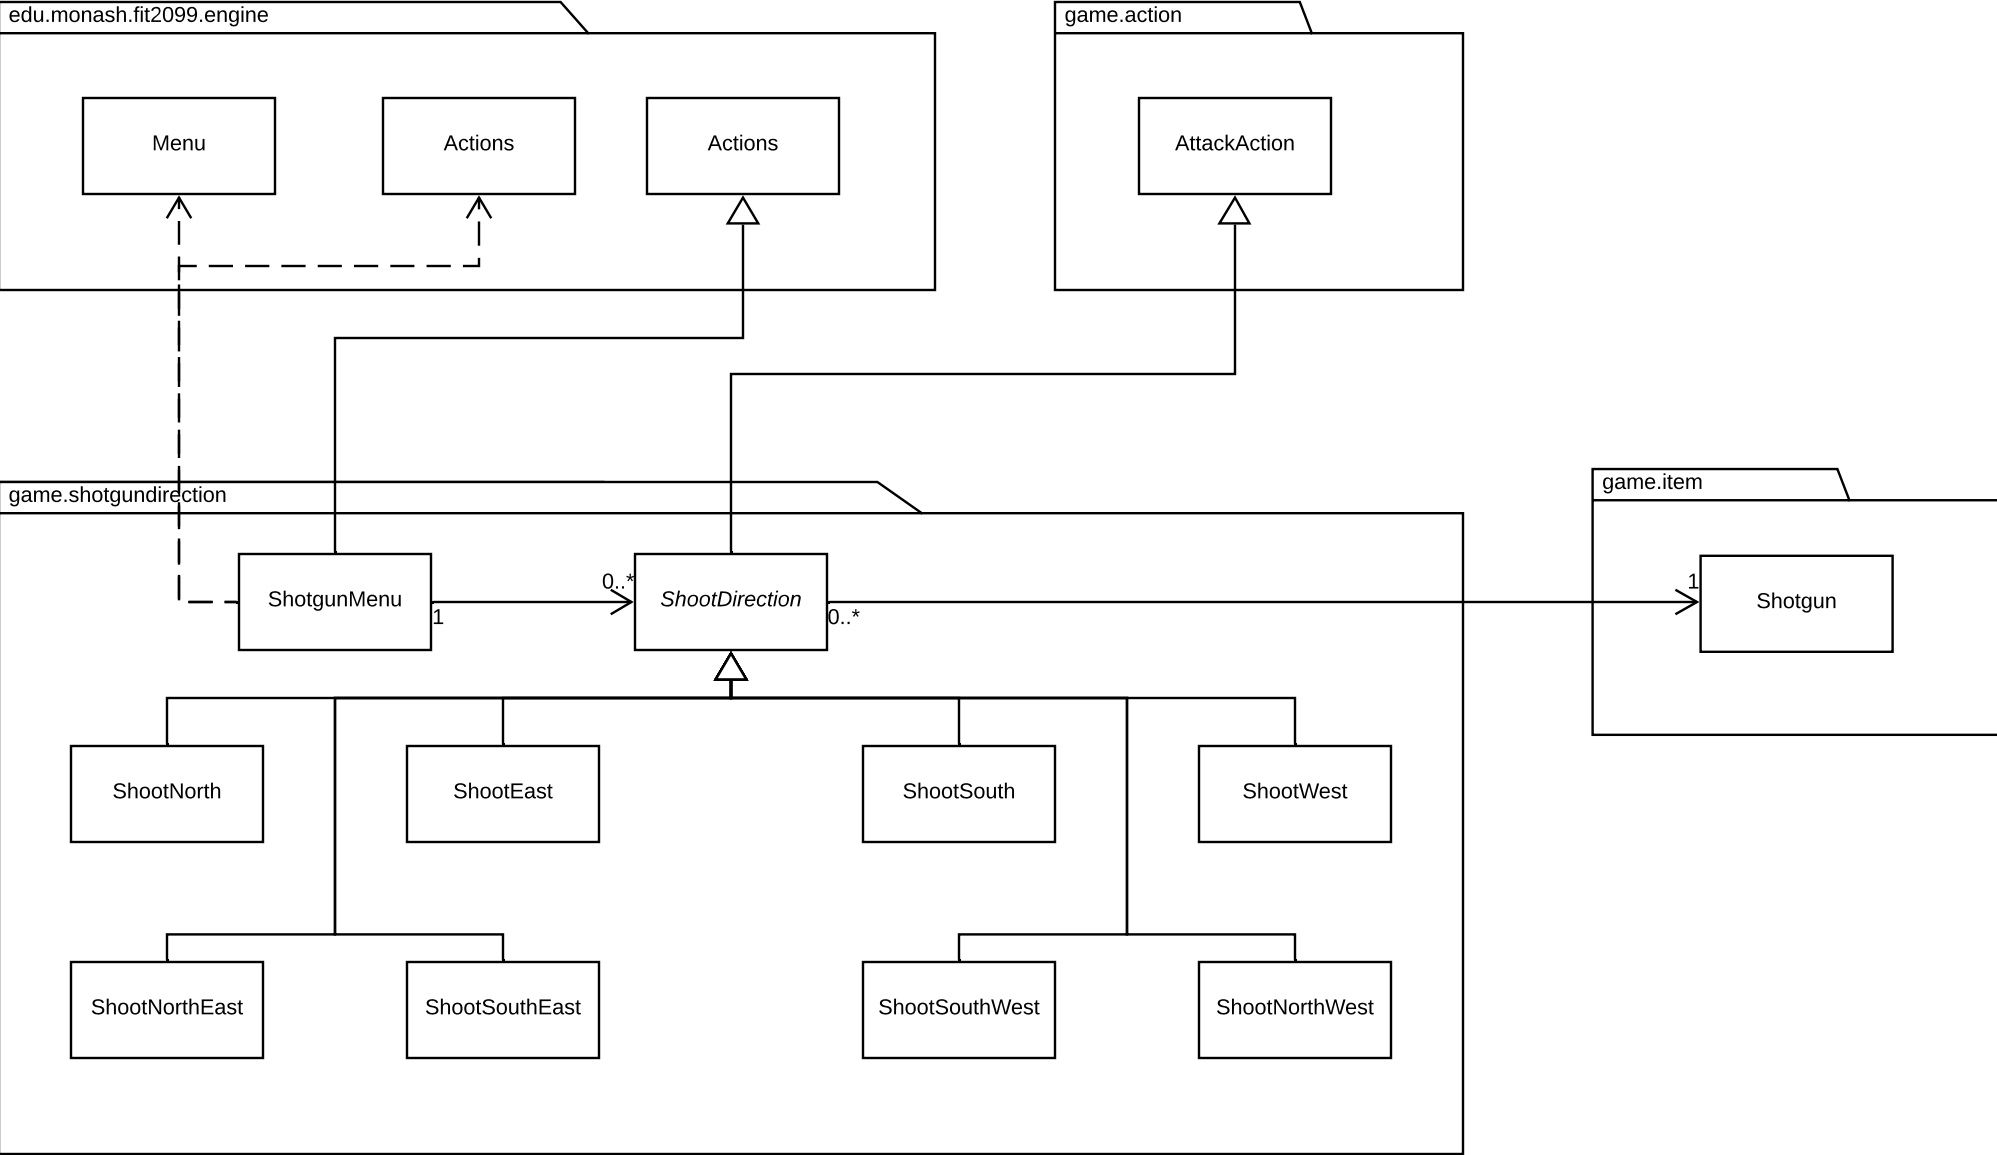 edu.monash.fit2099.engine
game.action
Menu
Actions
Actions
AttackAction
game.shotgundirection
game.item
ShotgunMenu
1
0..*
ShootDirection
0..*
1
Shotgun
ShootNorth
ShootEast
ShootSouth
ShootWest
ShootNorthEast
ShootSouthEast
ShootSouthWest
ShootNorthWest